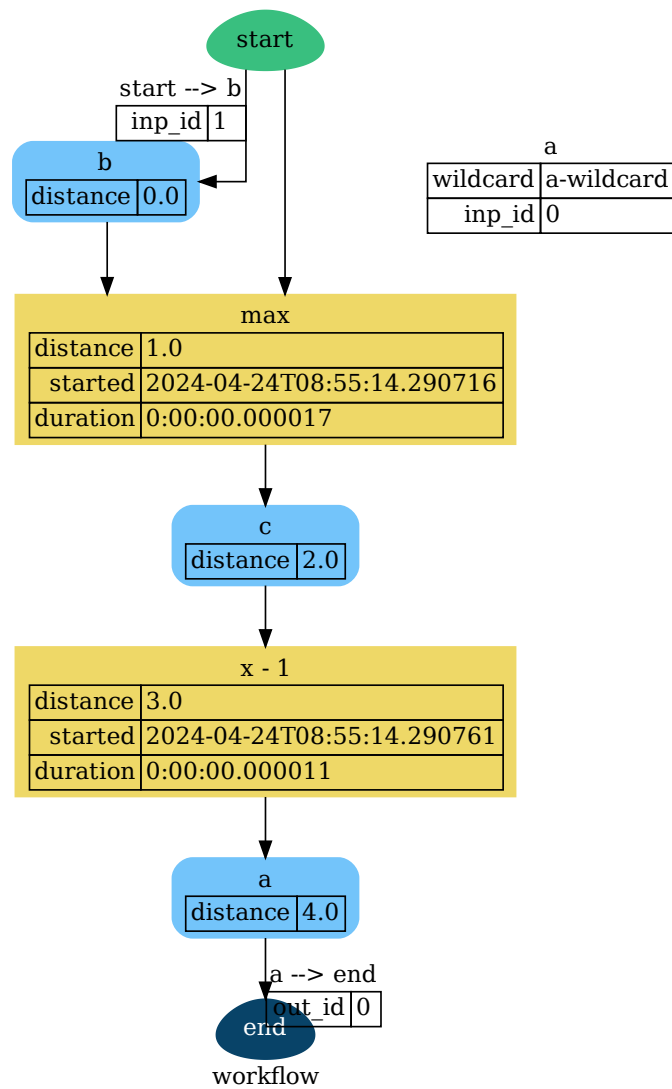 start
start --> b
inp_id 1
b
distance 0.0
a
wildcard a-wildcard
inp_id 0
max
distance 1.0
started 2024-04-24T08:55:14.290716
duration 0:00:00.000017
c
distance 2.0
x - 1
distance 3.0
started 2024-04-24T08:55:14.290761
duration 0:00:00.000011
a
distance 4.0
a --> end
out_id 0
end
workflow